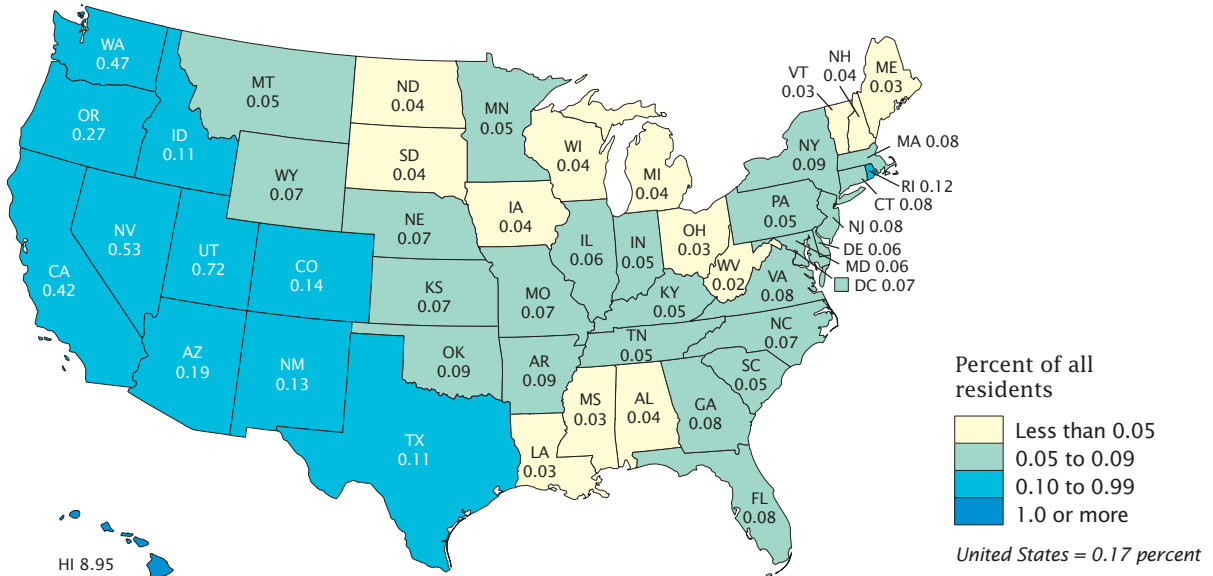 WA
0.47
MT
0.05
ND
0.04
MN
0.05
VT
0.03
NH
0.04
ME
0.03
OR
0.27
ID
0.11
SD
0.04
WI
0.04
MI
0.04
NY
0.09
MA 0.08
RI 0.12
CT 0.08
WY
0.07
IA
0.04
PA
0.05
NJ 0.08
NE
0.07
NV
0.53
UT
0.72
CO
0.14
IL
0.06
IN
0.05
OH
0.03
DE 0.06
MD 0.06
DC 0.07
WV
0.02
VA
0.08
CA
0.42
KS
0.07
MO
0.07
KY
0.05
NC
0.07
TN
0.05
AZ
0.19
NM
0.13
OK
0.09
AR
0.09
SC
0.05
MS
0.03
AL
0.04
GA
0.08
TX
0.11
LA
0.03
FL
0.08
HI 8.95
Percent of all
residents
Less than 0.05
0.05 to 0.09
0.10 to 0.99
1.0 or more
United States = 0.17 percent